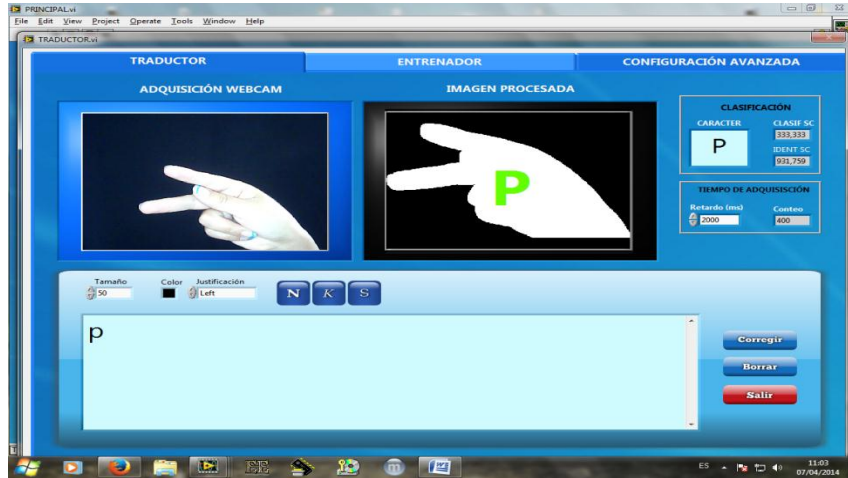 PRINCIPAL.vi
File Edit View Project Operate Tools Window Help
TRADUCTOR.vi
TRADUCTOR ENTRENADOR CONFIGURACIÓN AVANZADA
ADQUISICIÓN WEBCAM IMAGEN PROCESADA
CLASIFICACIÓN
CARACTER CLASIF SC
P 333,333
IDENT SC
931,759
P
TIEMPO DE ADQUISISCIÓN
Retardo (ms) Conteo
2000 400
Tamaño Color Justificación
50 Left N K S
p
Corregir
Borrar
Salir
ES 11:03
07/04/2014